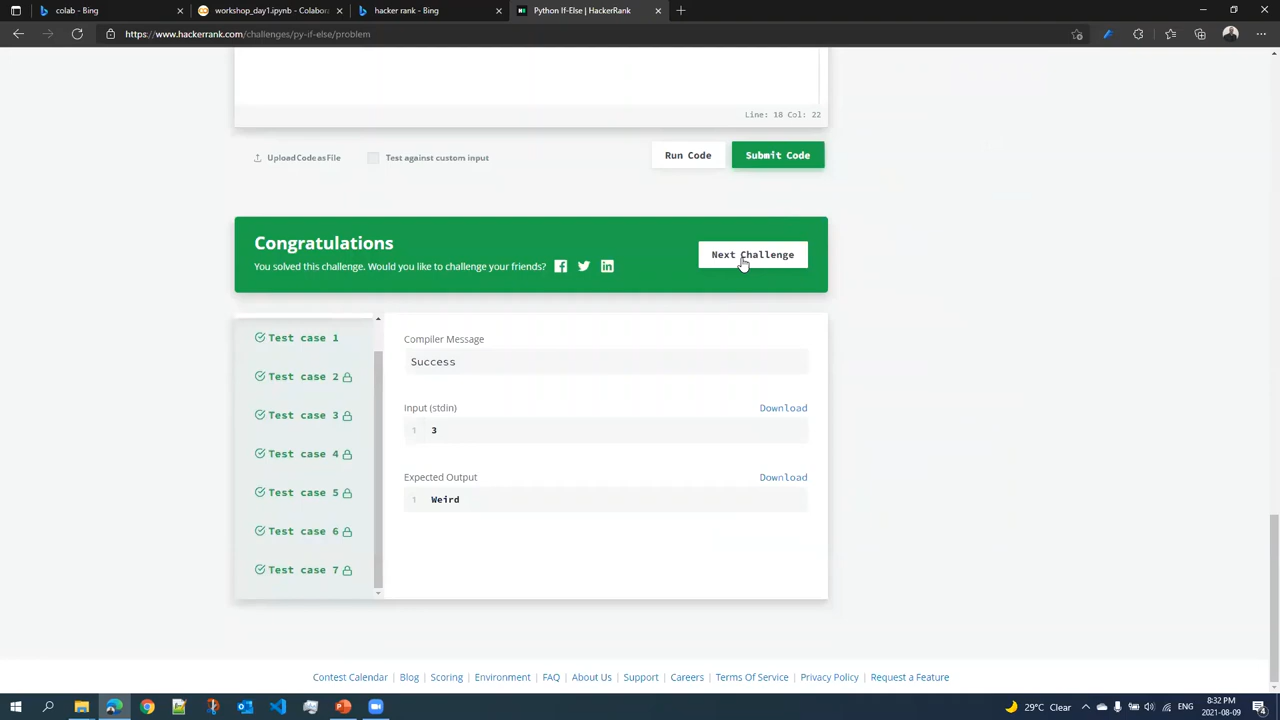 colab - Bing
workshop_day1.ipynb - Colabora
hacker rank - Bing
Python If-Else | HackerRank
https://www.hackerrank.com/challenges/py-if-else/problem
Line: 18 Col: 22
Upload Code as File
Test against custom input
Run Code
Submit Code
Congratulations
You solved this challenge. Would you like to challenge your friends?
Next Challenge
Test case 1
Test case 2
Test case 3
Test case 4
Test case 5
Test case 6
Test case 7
Compiler Message
Success
Input (stdin)
Download
1 3
Expected Output
Download
1 Weird
Contest Calendar | Blog | Scoring | Environment | FAQ | About Us | Support | Careers | Terms Of Service | Privacy Policy | Request a Feature
29°C Clear
ENG
8:32 PM
2021-08-09